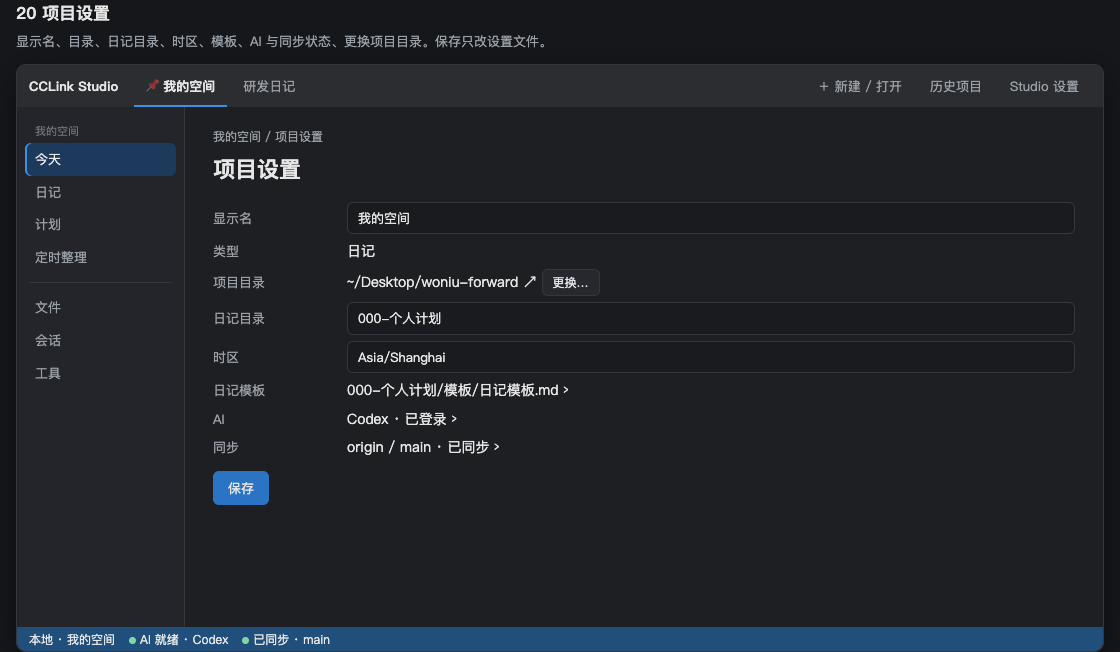 20 项目设置
显示名、目录、日记目录、时区、模板、AI 与同步状态、更换项目目录。保存只改设置文件。
CCLink Studio 📌 我的空间 研发日记 + 新建 / 打开 历史项目 Studio 设置
我的空间
今天
日记
计划
定时整理
文件
会话
工具
我的空间 / 项目设置
项目设置
显示名 我的空间
类型 日记
项目目录 ~/Desktop/woniu-forward ↗ 更换...
日记目录 000-个人计划
时区 Asia/Shanghai
日记模板 000-个人计划/模板/日记模板.md ›
AI Codex · 已登录 ›
同步 origin / main · 已同步 ›
保存
本地 · 我的空间 ● AI 就绪 · Codex ● 已同步 · main